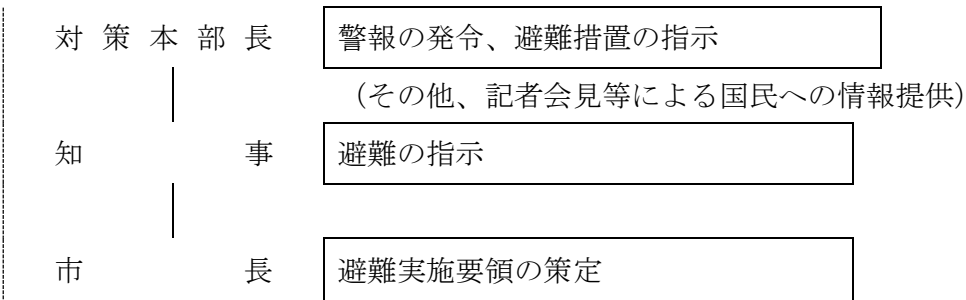 対策本部長 警報の発令、避難措置の指示
（その他、記者会見等による国民への情報提供）
知事 避難の指示
市長 避難実施要領の策定